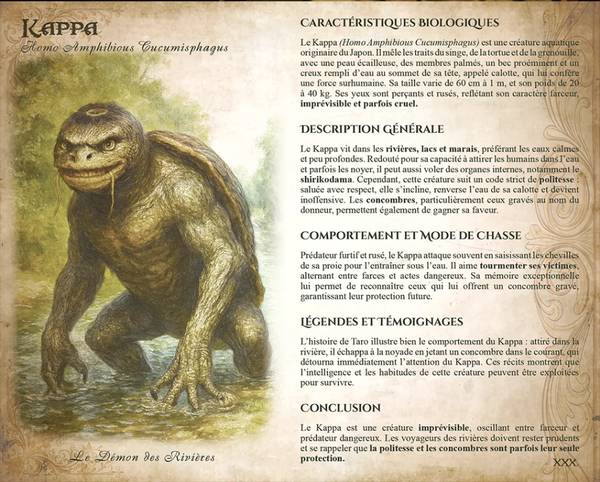 Kappa
Homo Amphibious Cucumisphagus
Le Démon des Rivières
Caractéristiques biologiques
Le Kappa (Homo Amphibious Cucumisphagus) est une créature aquatique
originaire du Japon. Il mêle les traits du singe, de la tortue et de la grenouille,
avec une peau écailleuse, des membres palmés, un bec proéminent et un
creux rempli d’eau au sommet de sa tête, appelé calotte, qui lui confère
une force surhumaine. Sa taille varie de 60 cm à 1 m, et son poids de 20
à 40 kg. Ses yeux sont perçants et rusés, reflétant son caractère farceur,
imprévisible et parfois cruel.
Description Générale
Le Kappa vit dans les rivières, lacs et marais, préférant les eaux calmes
et peu profondes. Redouté pour sa capacité à attirer les humains dans l’eau
et parfois les noyer, il peut aussi voler des organes internes, notamment le
shirikodama. Cependant, cette créature suit un code strict de politesse :
saluée avec respect, elle s’incline, renverse l’eau de sa calotte et devient
inoffensive. Les concombres, particulièrement ceux gravés au nom du
donneur, permettent également de gagner sa faveur.
Comportement et Mode de Chasse
Prédateur furtif et rusé, le Kappa attaque souvent en saisissant les chevilles
de sa proie pour l’entraîner sous l’eau. Il aime tourmenter ses victimes,
alternant entre farces et actes dangereux. Sa mémoire exceptionnelle
lui permet de reconnaître ceux qui lui offrent un concombre gravé,
garantissant leur protection future.
Légendes et Témoignages
L’histoire de Taro illustre bien le comportement du Kappa : attiré dans la
rivière, il échappa à la noyade en jetant un concombre dans le courant, qui
détourna immédiatement l’attention du Kappa. Ces récits montrent que
l’intelligence et les habitudes de cette créature peuvent être exploitées
pour survivre.
Conclusion
Le Kappa est une créature imprévisible, oscillant entre farceur et
prédateur dangereux. Les voyageurs des rivières doivent rester prudents
et se rappeler que la politesse et les concombres sont parfois leur seule
protection.
XXX